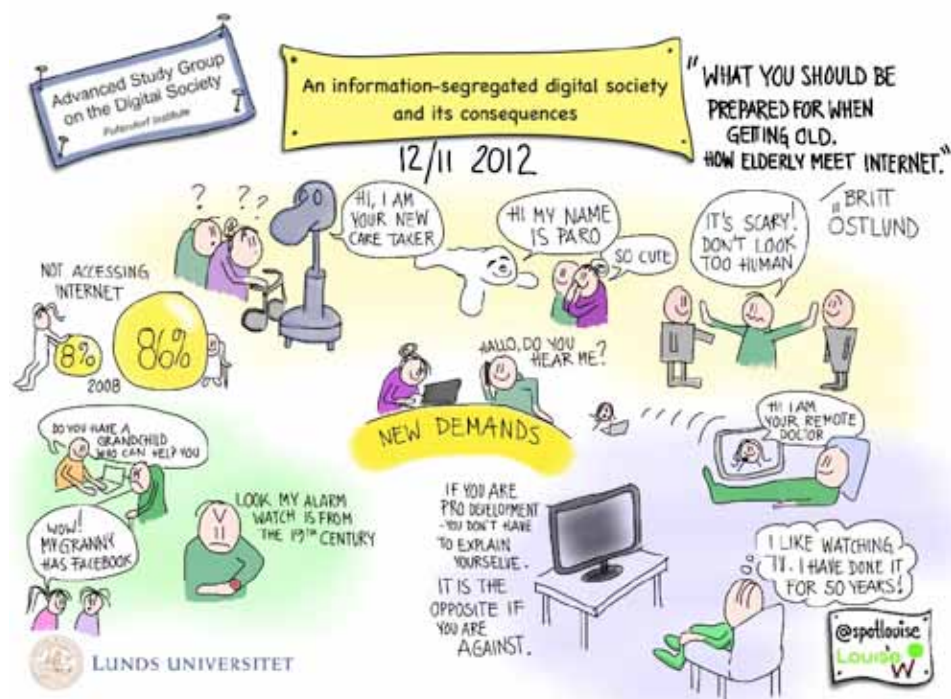 Advanced Study Group
on the Digital Society
Pufendorf Institute
An information-segregated digital society
and its consequences
12/11 2012
"WHAT YOU SHOULD BE
PREPARED FOR WHEN
GETTING OLD.
HOW ELDERLY MEET INTERNET."
BRITT
ÖSTLUND
? ? ?
HI, I AM
YOUR NEW
CARE TAKER
HI MY NAME
IS PARO
SO CUTE
IT'S SCARY!
DON'T LOOK
TOO HUMAN
NOT ACCESSING
INTERNET
8%
86%
2008
HALLO, DO YOU
HEAR ME?
NEW DEMANDS
HI I AM
YOUR REMOTE
DOCTOR
DO YOU HAVE A
GRANDCHILD
WHO CAN HELP YOU
WOW!
MY GRANNY
HAS FACEBOOK
LOOK MY ALARM
WATCH IS FROM
THE 19TH CENTURY
IF YOU ARE
PRO DEVELOPMENT
- YOU DON'T HAVE
TO EXPLAIN
YOURSELVE.
IT IS THE
OPPOSITE IF
YOU ARE
AGAINST.
I LIKE WATCHING
TV. I HAVE DONE IT
FOR 50 YEARS!
@spotlouise
Louise
W
LUNDS UNIVERSITET